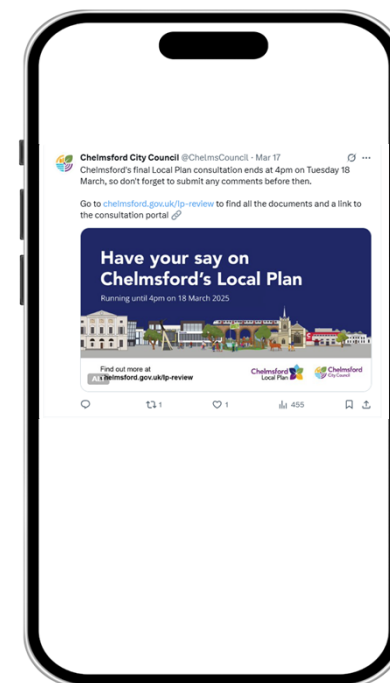 Chelmsford City Council @ChelmsCouncil · Mar 17
Chelmsford's final Local Plan consultation ends at 4pm on Tuesday 18
March, so don't forget to submit any comments before then.
Go to chelmsford.gov.uk/lp-review to find all the documents and a link to
the consultation portal 🔗
Have your say on
Chelmsford's Local Plan
Running until 4pm on 18 March 2025
Find out more at
chelmsford.gov.uk/lp-review
Chelmsford
Local Plan
Chelmsford
City Council
1
1
455